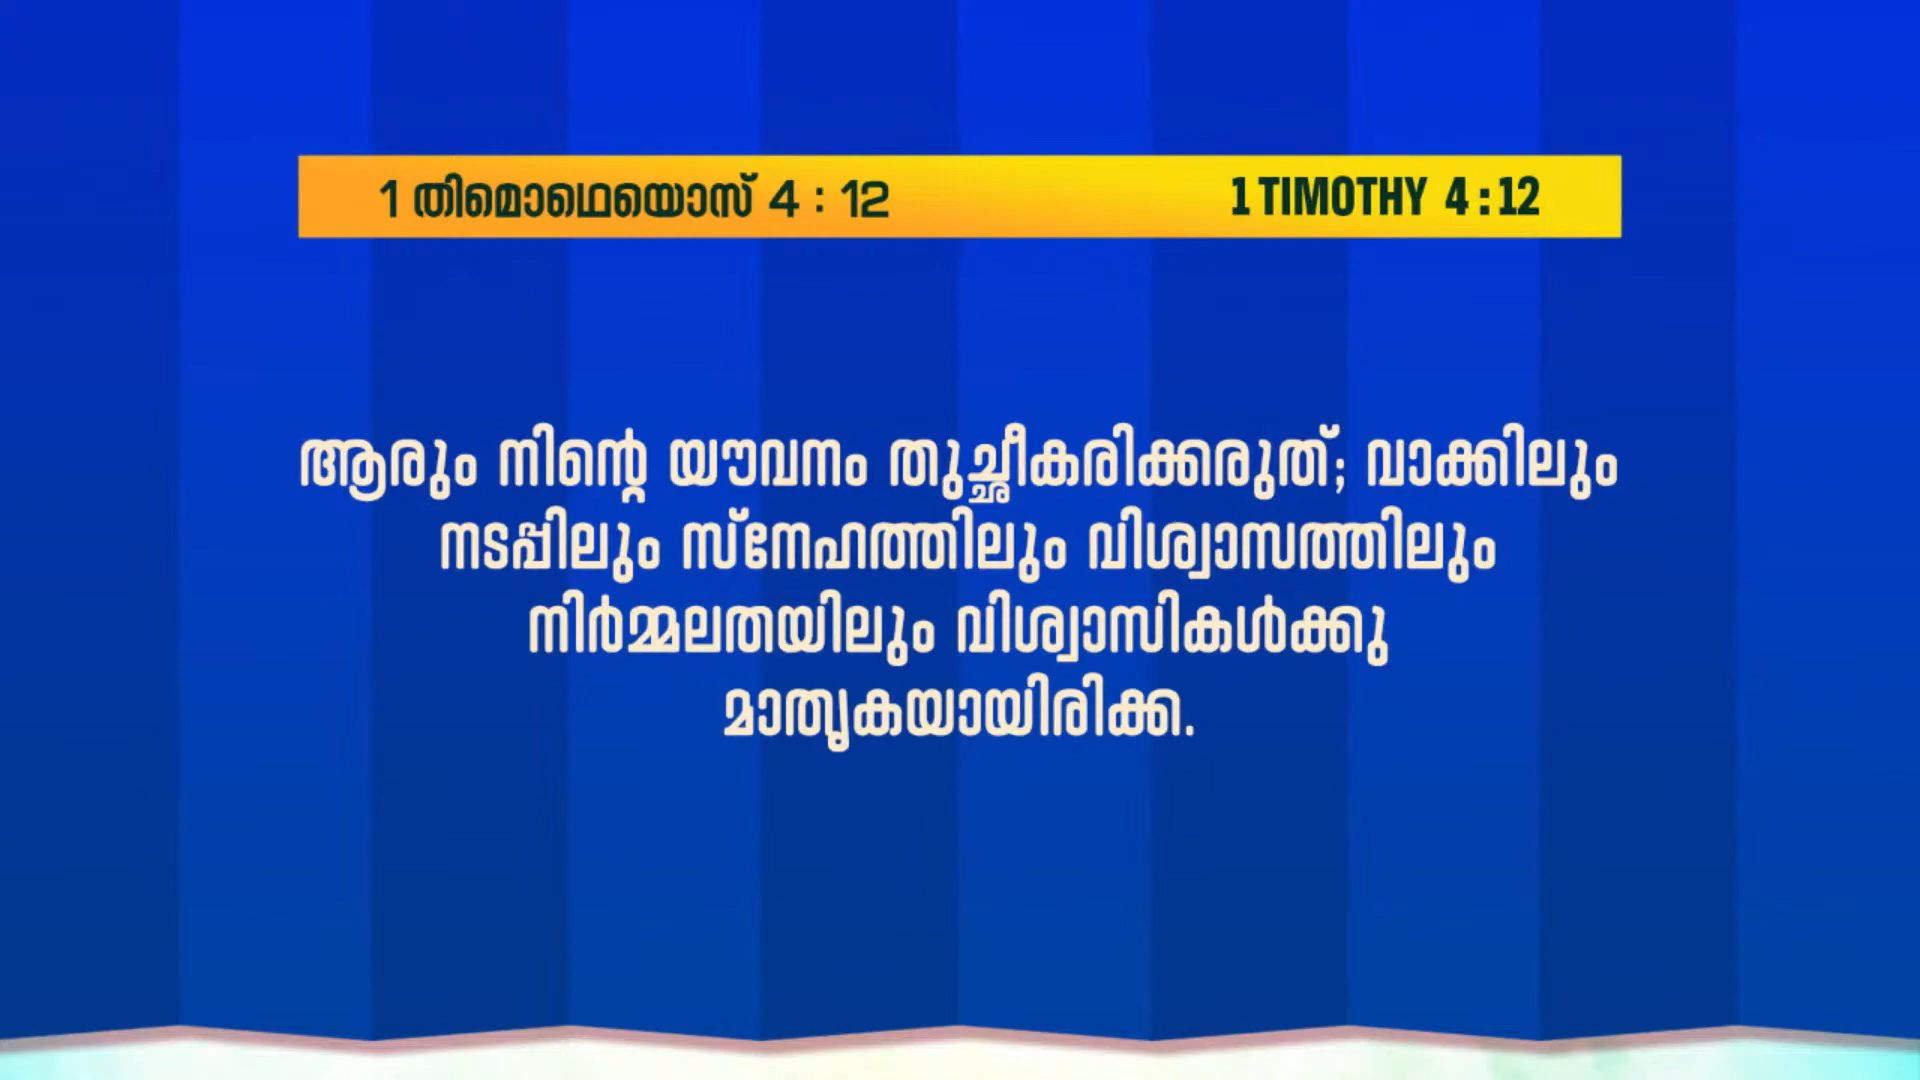 1 തിമൊഥെയൊസ് 4 : 12 1 TIMOTHY 4 : 12
ആരും നിന്റെ യൗവനം തുച്ഛീകരിക്കരുത്; വാക്കിലും
നടപ്പിലും സ്നേഹത്തിലും വിശ്വാസത്തിലും
നിർമ്മലതയിലും വിശ്വാസികൾക്കു
മാതൃകയായിരിക്ക.